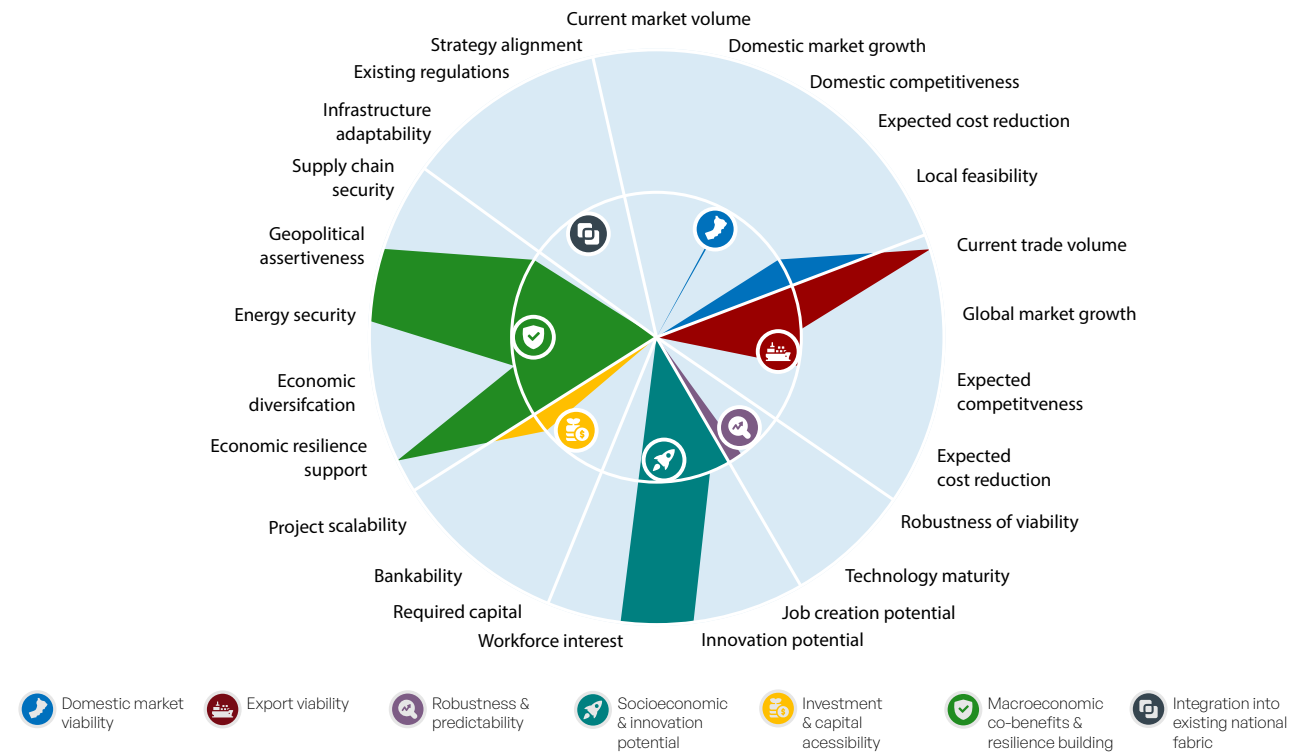 Current market volume
Strategy alignment
Domestic market growth
Existing regulations
Domestic competitiveness
Infrastructure
adaptability
Expected cost reduction
Supply chain
security
Local feasibility
Geopolitical
assertiveness
Current trade volume
Energy security
Global market growth
Economic
diversifcation
Expected
competitveness
Economic resilience
support
Expected
cost reduction
Project scalability
Robustness of viability
Bankability
Technology maturity
Required capital
Job creation potential
Workforce interest
Innovation potential
$
Domestic market
viability
Export viability
Robustness &
predictability
Socioeconomic
& innovation
potential
$
Investment
& capital
acessibility
Macroeconomic
co-benefits &
resilience building
Integration into
existing national
fabric